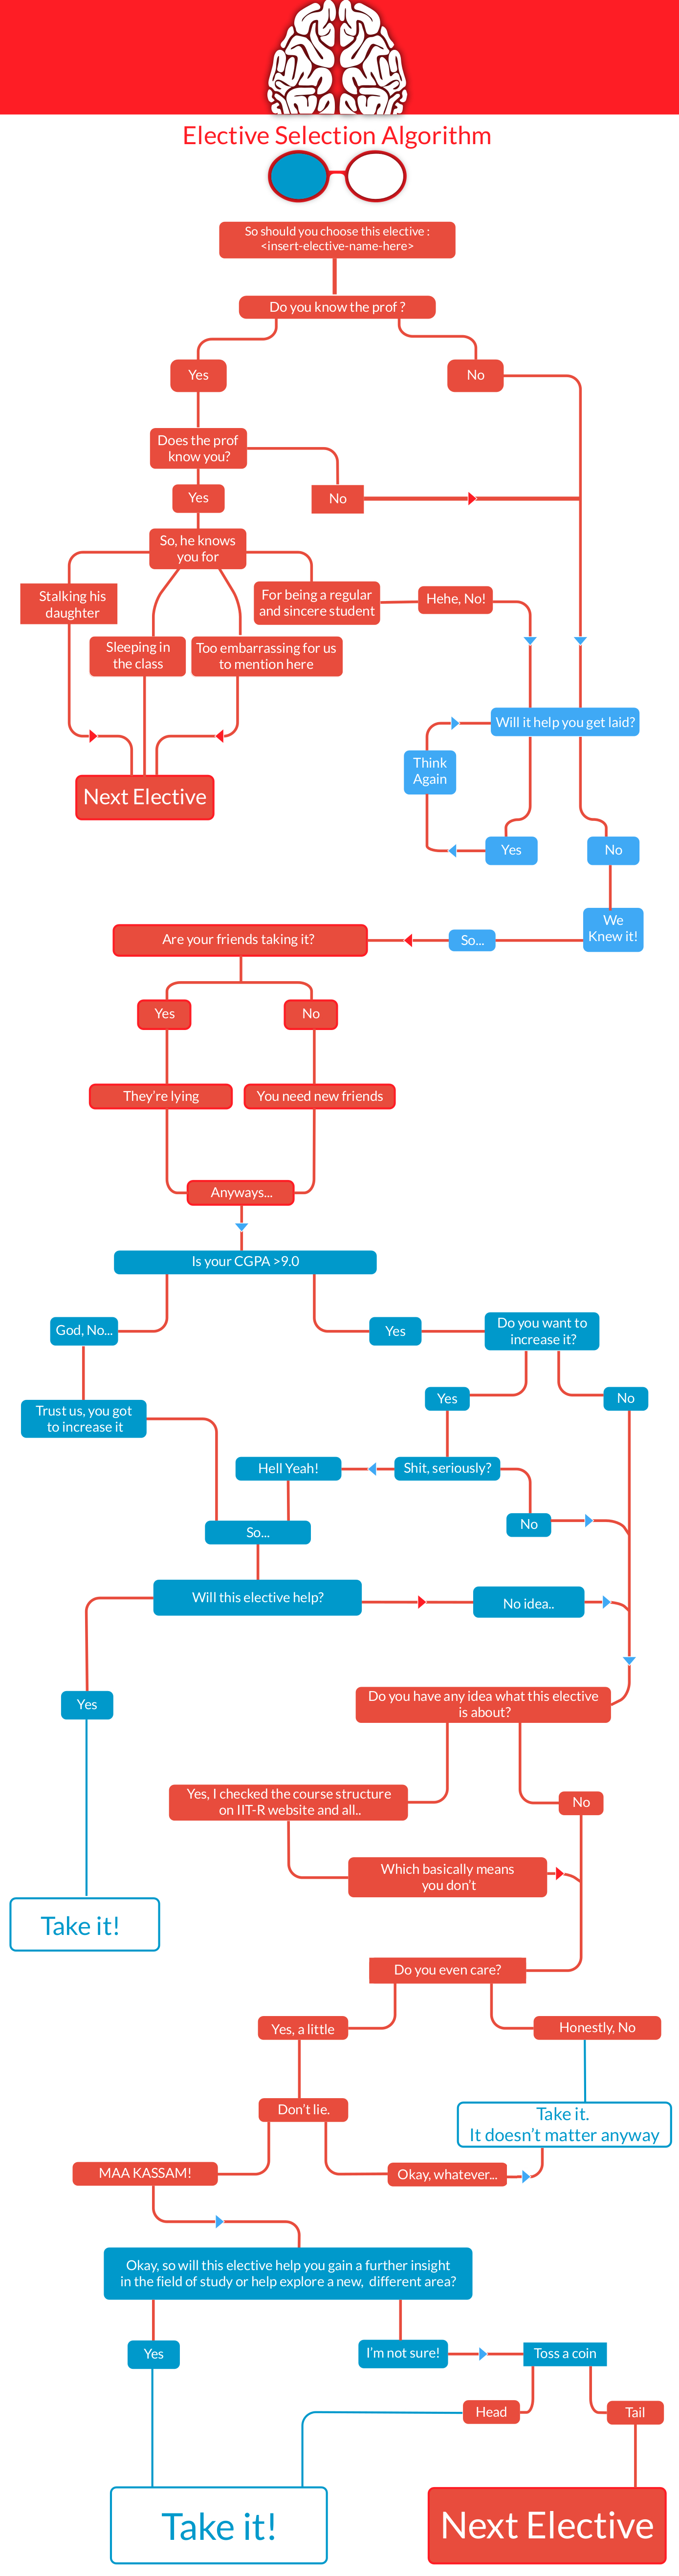 Elective Selection Algorithm
So should you choose this elective :
<insert-elective-name-here>
Do you know the prof ?
Yes
No
Does the prof
know you?
Yes
No
So, he knows
you for
Stalking his
daughter
For being a regular
and sincere student
Hehe, No!
Sleeping in
the class
Too embarrassing for us
to mention here
Will it help you get laid?
Think
Again
Next Elective
Yes
No
We
Knew it!
So...
Are your friends taking it?
Yes
No
They're lying
You need new friends
Anyways...
Is your CGPA >9.0
God, No...
Yes
Do you want to
increase it?
Trust us, you got
to increase it
Yes
No
Hell Yeah!
Shit, seriously?
So...
No
Will this elective help?
No idea..
Yes
Do you have any idea what this elective
is about?
Yes, I checked the course structure
on IIT-R website and all..
No
Which basically means
you don't
Take it!
Do you even care?
Yes, a little
Honestly, No
Don't lie.
Take it.
It doesn't matter anyway
MAA KASSAM!
Okay, whatever...
Okay, so will this elective help you gain a further insight
in the field of study or help explore a new, different area?
Yes
I'm not sure!
Toss a coin
Head
Tail
Take it!
Next Elective